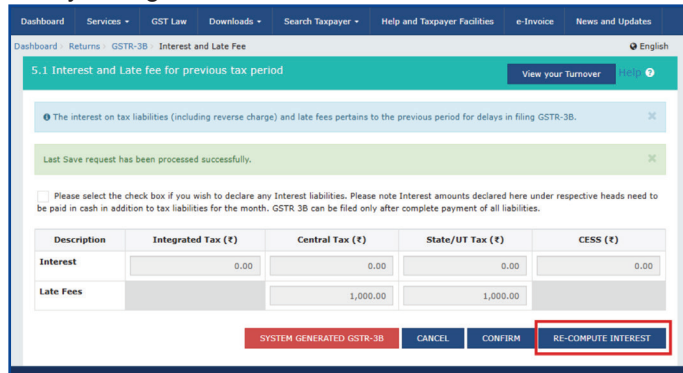 Dashboard Services GST Law Downloads Search Taxpayer Help and Taxpayer Facilities e-Invoice News and Updates
Dashboard › Returns › GSTR-3B › Interest and Late Fee English
5.1 Interest and Late fee for previous tax period View your Turnover Help
The interest on tax liabilities (including reverse charge) and late fees pertains to the previous period for delays in filing GSTR-3B.
Last Save request has been processed successfully.
Please select the check box if you wish to declare any Interest liabilities. Please note Interest amounts declared here under respective heads need to
be paid in cash in addition to tax liabilities for the month. GSTR 3B can be filed only after complete payment of all liabilities.
Description Integrated Tax (₹) Central Tax (₹) State/UT Tax (₹) CESS (₹)
Interest 0.00 0.00 0.00 0.00
Late Fees 1,000.00 1,000.00
SYSTEM GENERATED GSTR-3B CANCEL CONFIRM RE-COMPUTE INTEREST